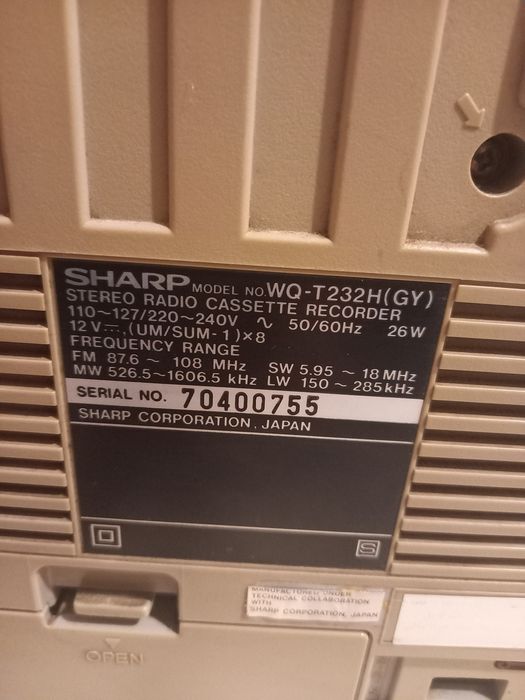 SHARP MODEL NO WQ-T232H(GY)
STEREO RADIO CASSETTE RECORDER
110~127/220~240V ∿ 50/60Hz 26W
12V⎓, (UM/SUM-1)×8
FREQUENCY RANGE
FM 87.6 ~ 108 MHz SW 5.95 ~ 18MHz
MW 526.5~1606.5 kHz LW 150~285kHz
SERIAL NO. 70400755
SHARP CORPORATION, JAPAN
S
MANUFACTURED UNDER
TECHNICAL COLLABORATION
WITH
SHARP CORPORATION, JAPAN
OPEN